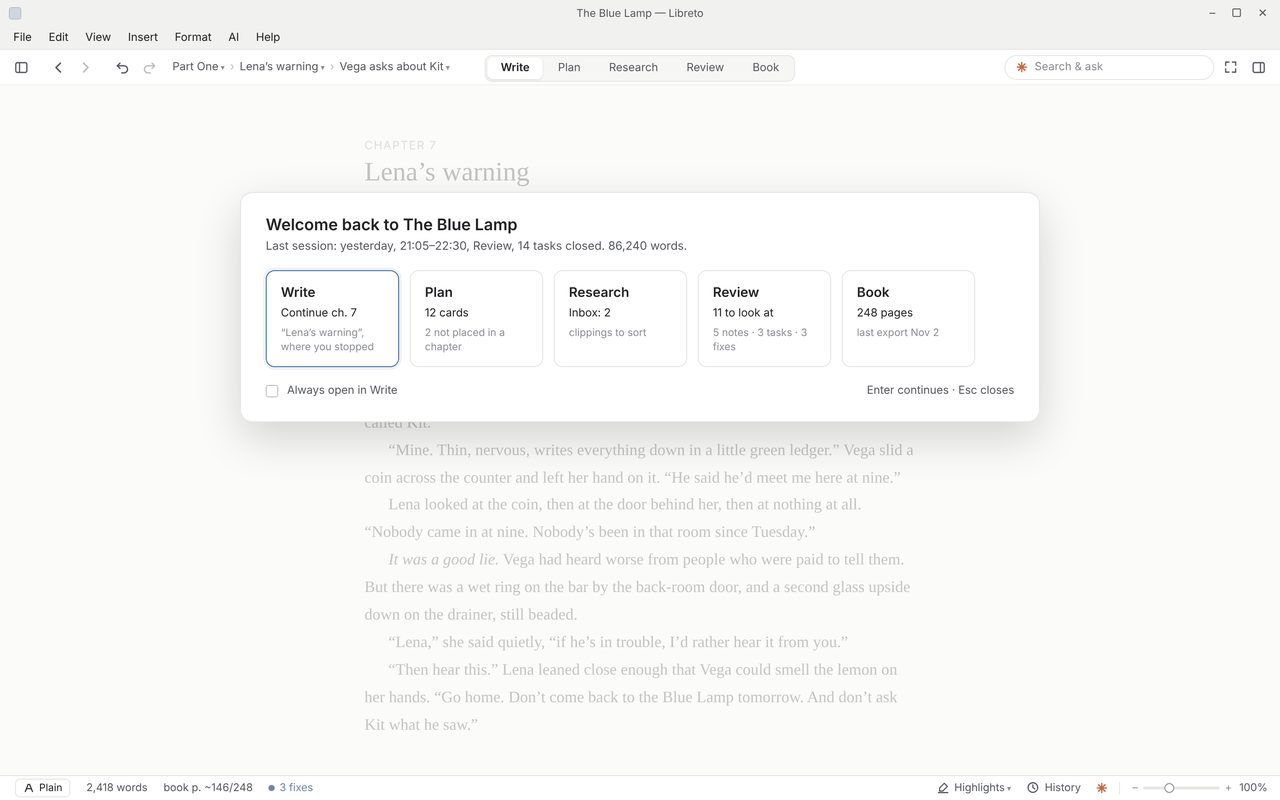 The Blue Lamp — Libreto
File Edit View Insert Format AI Help
Part One › Lena’s warning › Vega asks about Kit
Write Plan Research Review Book
Search & ask
CHAPTER 7
Lena’s warning
Welcome back to The Blue Lamp
Last session: yesterday, 21:05–22:30, Review, 14 tasks closed. 86,240 words.
Write
Continue ch. 7
“Lena’s warning”,
where you stopped
Plan
12 cards
2 not placed in a
chapter
Research
Inbox: 2
clippings to sort
Review
11 to look at
5 notes · 3 tasks · 3
fixes
Book
248 pages
last export Nov 2
Always open in Write
Enter continues · Esc closes
called Kit.
“Mine. Thin, nervous, writes everything down in a little green ledger.” Vega slid a
coin across the counter and left her hand on it. “He said he’d meet me here at nine.”
Lena looked at the coin, then at the door behind her, then at nothing at all.
“Nobody came in at nine. Nobody’s been in that room since Tuesday.”
It was a good lie. Vega had heard worse from people who were paid to tell them.
But there was a wet ring on the bar by the back-room door, and a second glass upside
down on the drainer, still beaded.
“Lena,” she said quietly, “if he’s in trouble, I’d rather hear it from you.”
“Then hear this.” Lena leaned close enough that Vega could smell the lemon on
her hands. “Go home. Don’t come back to the Blue Lamp tomorrow. And don’t ask
Kit what he saw.”
A Plain
2,418 words
book p. ~146/248
3 fixes
Highlights
History
− + 100%